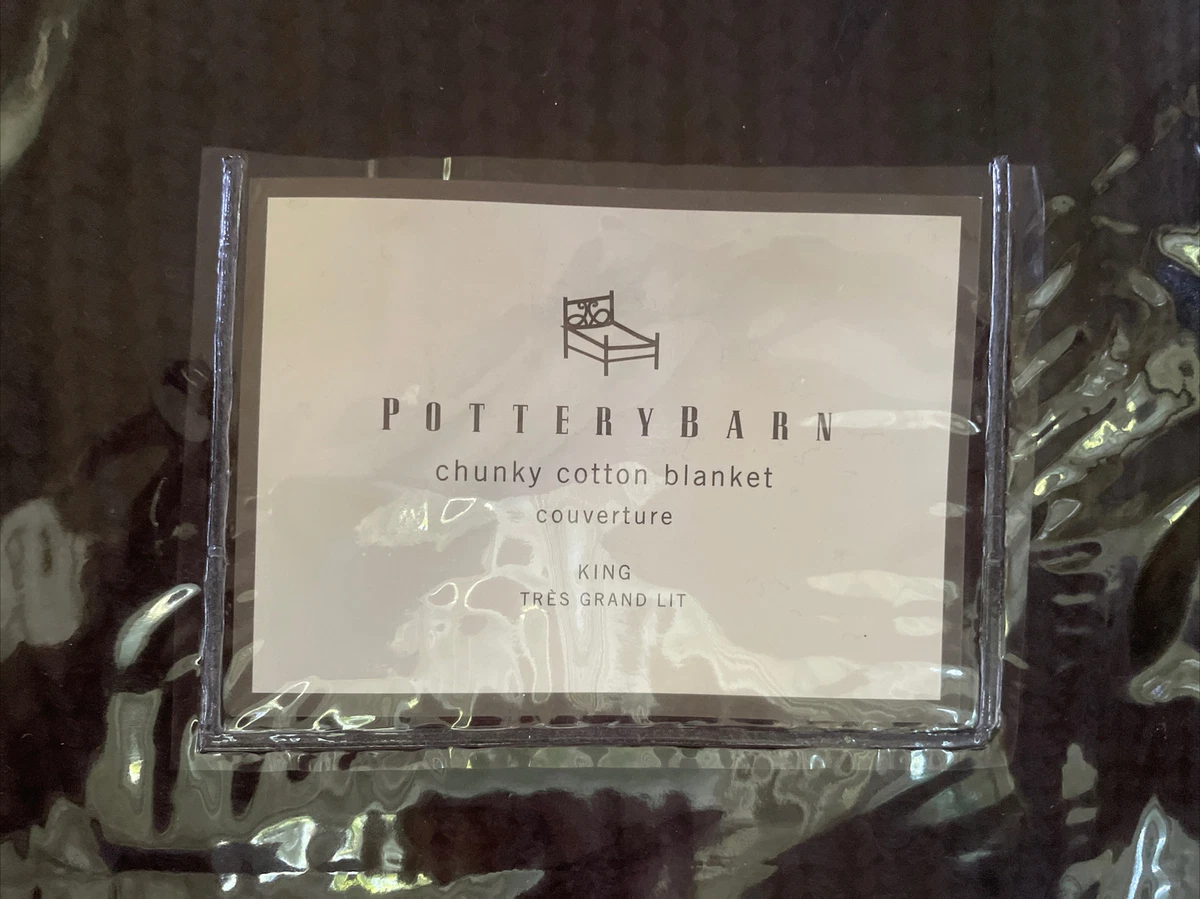 POTTERYBARN
chunky cotton blanket
couverture
KING
TRÈS GRAND LIT